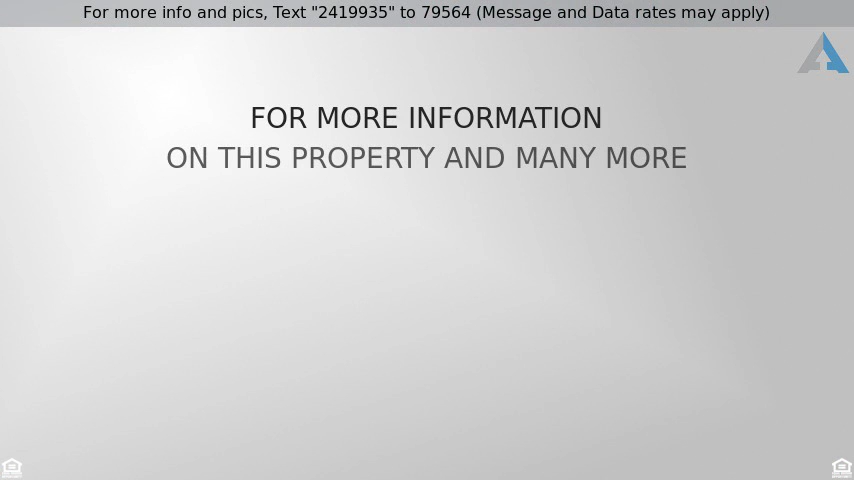 For more info and pics, Text "2419935" to 79564 (Message and Data rates may apply)
FOR MORE INFORMATION
ON THIS PROPERTY AND MANY MORE